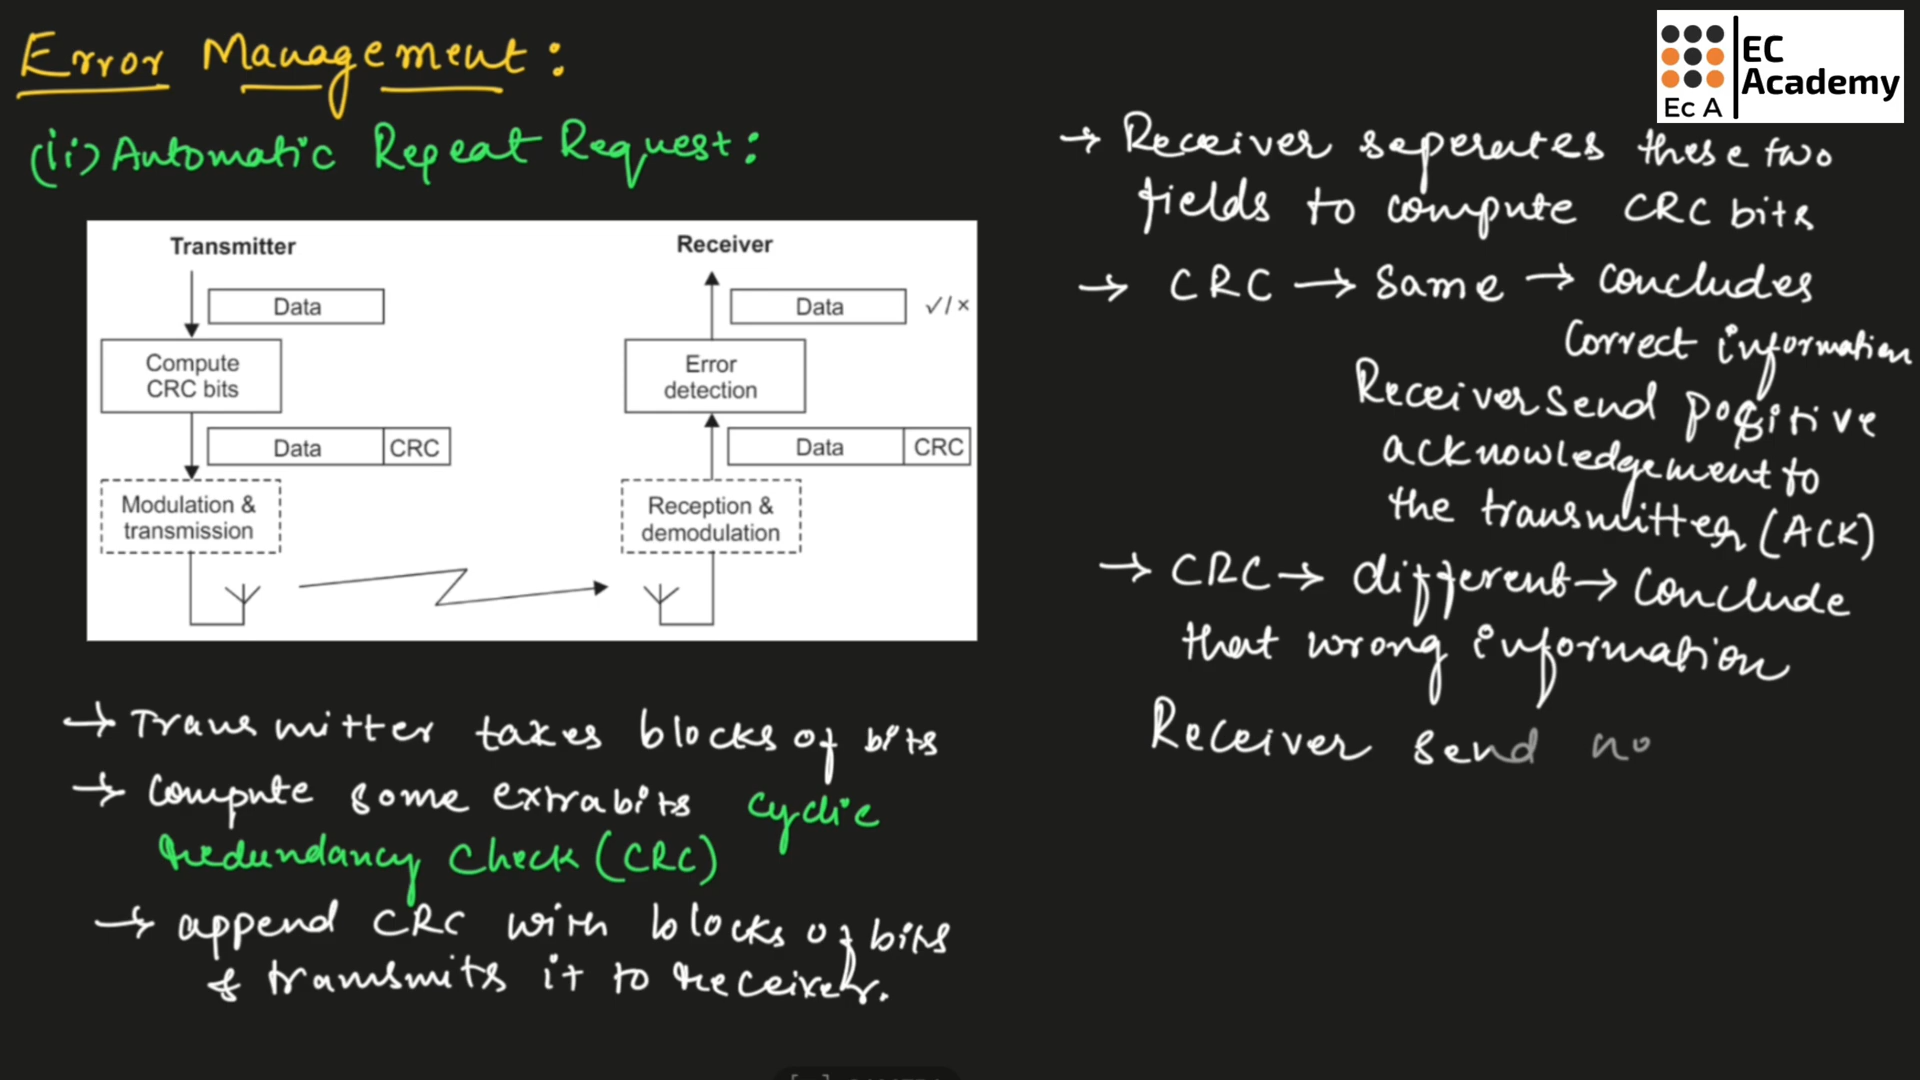 Error Management:
(ii) Automatic Repeat Request:
Transmitter
Data
Compute
CRC bits
Data CRC
Modulation &
transmission
Receiver
Data ✓/×
Error
detection
Data CRC
Reception &
demodulation
→ Transmitter takes blocks of bits
→ Compute some extrabits Cyclic
redundancy Check (CRC)
→ append CRC with blocks of bits
& transmits it to receiver.
EC
Academy
Ec A
→ Receiver seperates these two
fields to compute CRC bits
→ CRC → same → concludes
Correct information
Receiver send positive
acknowledgement to
the transmitter (ACK)
→ CRC → different → Conclude
that wrong information
Receiver send no